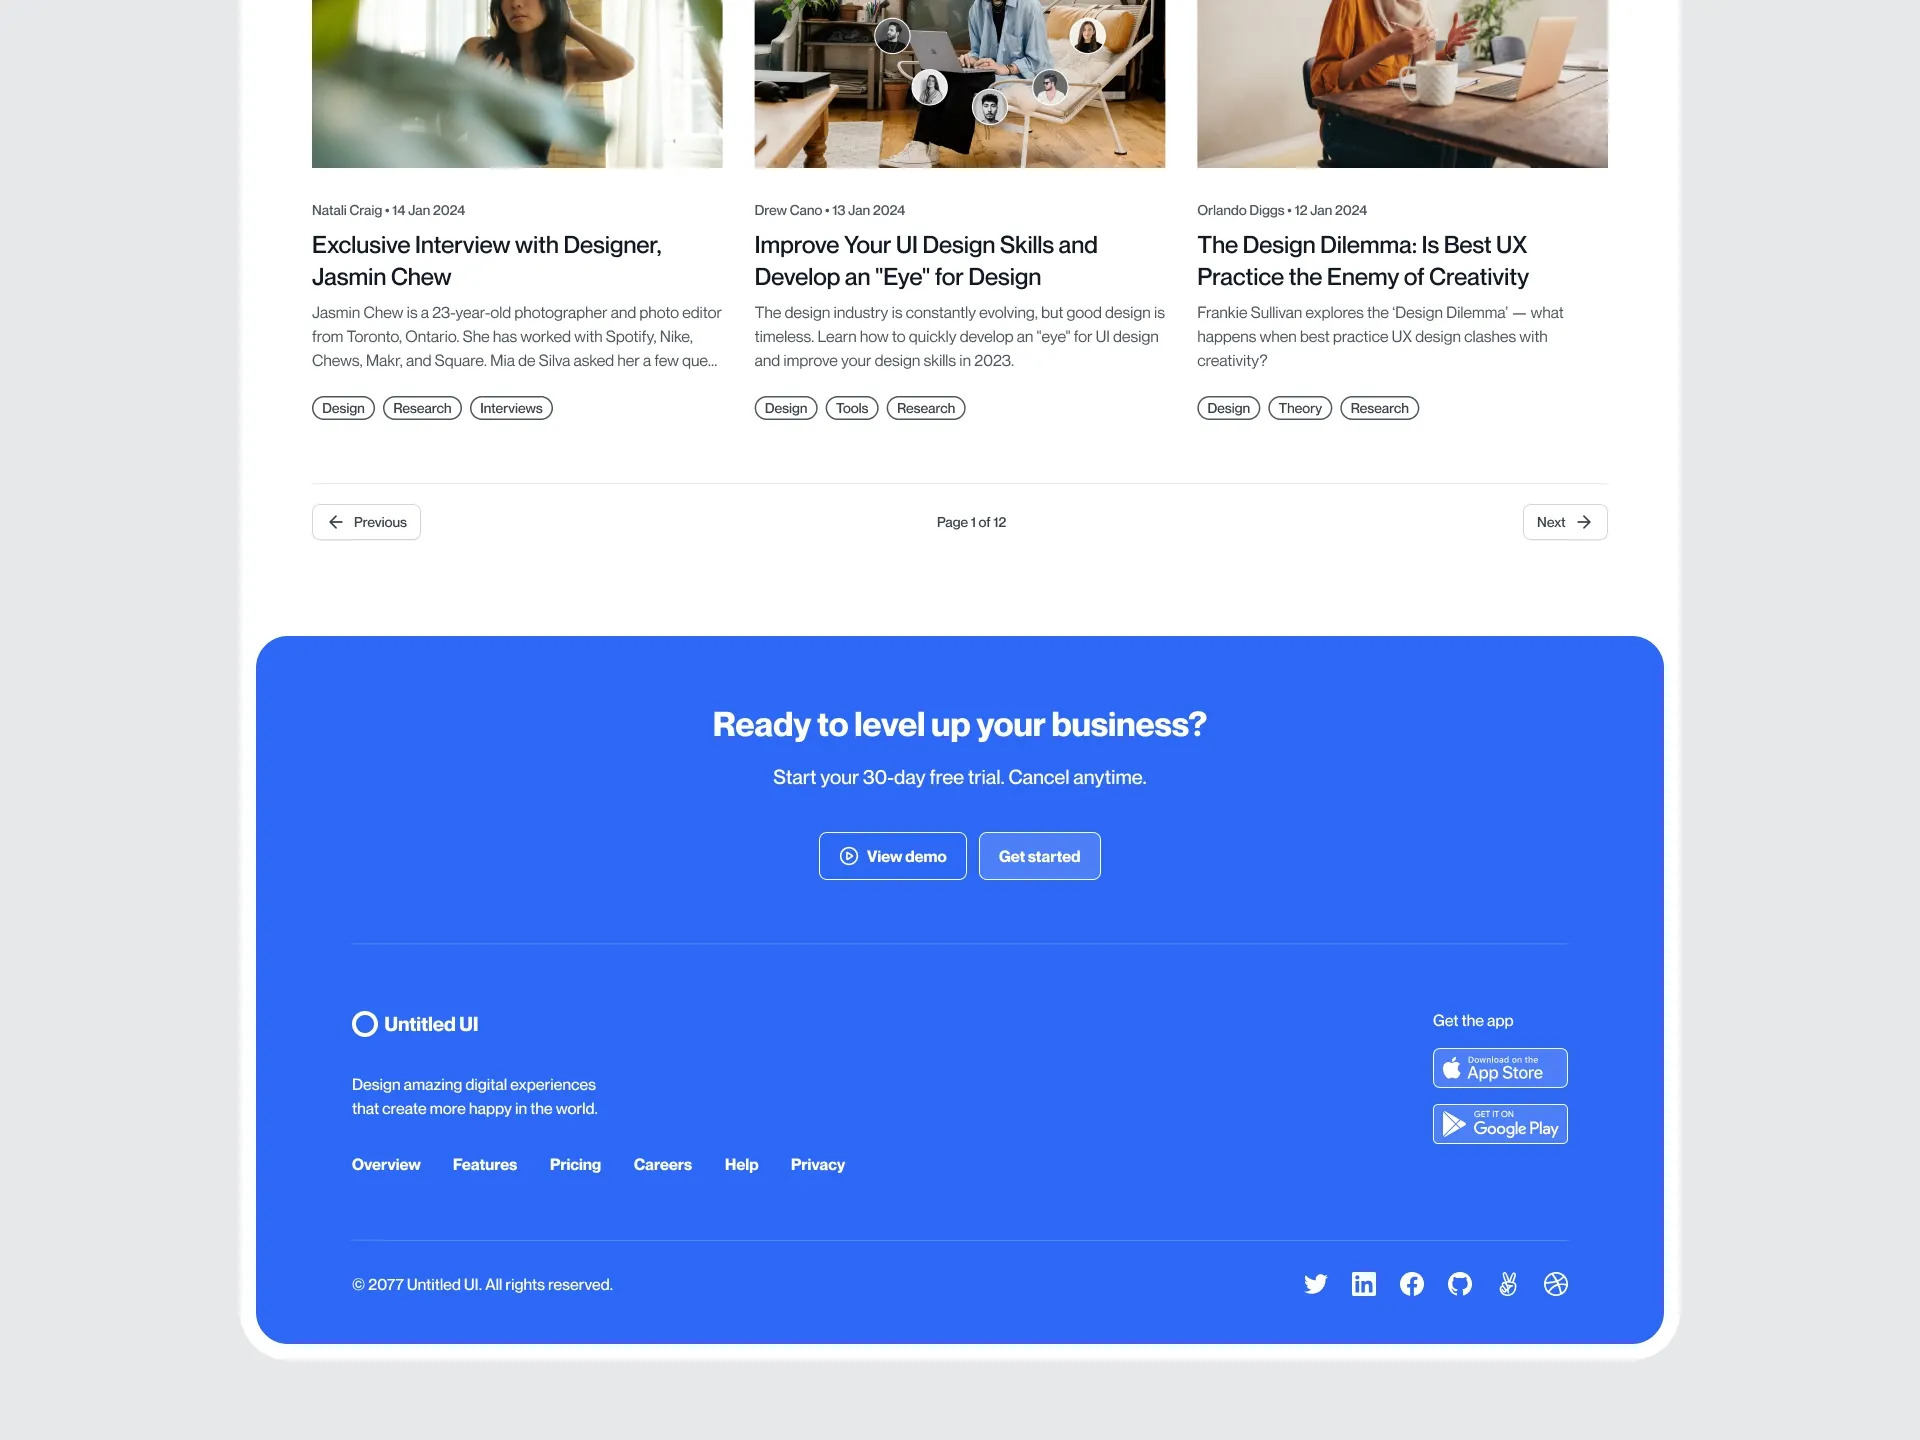 Natali Craig • 14 Jan 2024
Exclusive Interview with Designer,
Jasmin Chew
Jasmin Chew is a 23-year-old photographer and photo editor
from Toronto, Ontario. She has worked with Spotify, Nike,
Chews, Makr, and Square. Mia de Silva asked her a few que...
Design Research Interviews
Drew Cano • 13 Jan 2024
Improve Your UI Design Skills and
Develop an "Eye" for Design
The design industry is constantly evolving, but good design is
timeless. Learn how to quickly develop an "eye" for UI design
and improve your design skills in 2023.
Design Tools Research
Orlando Diggs • 12 Jan 2024
The Design Dilemma: Is Best UX
Practice the Enemy of Creativity
Frankie Sullivan explores the ‘Design Dilemma’ — what
happens when best practice UX design clashes with
creativity?
Design Theory Research
Previous Page 1 of 12 Next
Ready to level up your business?
Start your 30-day free trial. Cancel anytime.
View demo Get started
Untitled UI
Design amazing digital experiences
that create more happy in the world.
Overview Features Pricing Careers Help Privacy
Get the app
Download on the
App Store
GET IT ON
Google Play
© 2077 Untitled UI. All rights reserved.
in